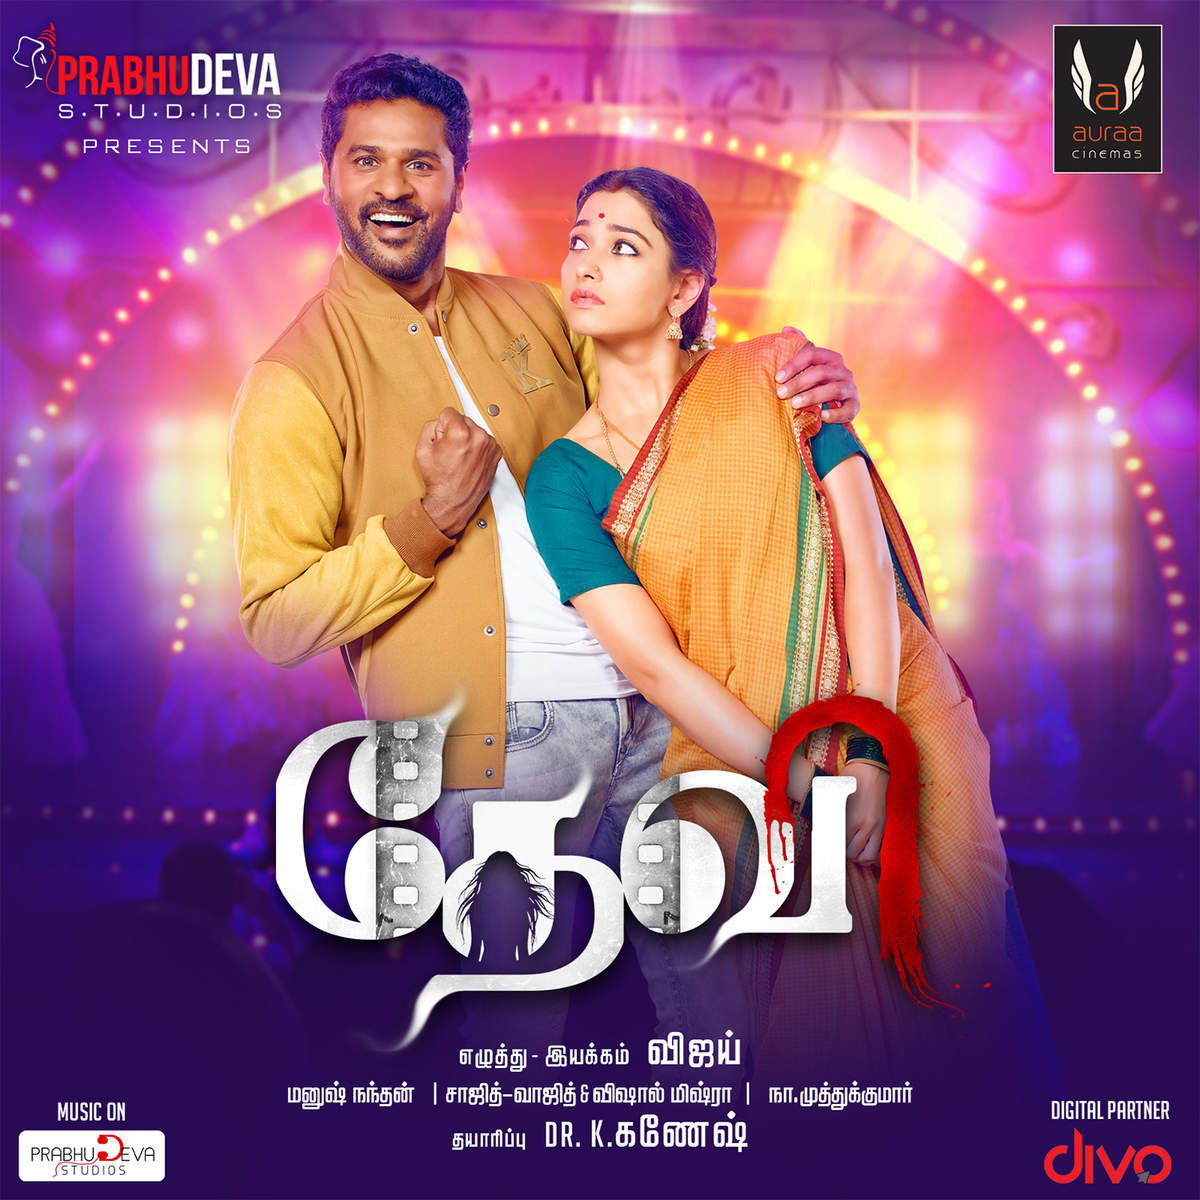 PRABHUDEVA
S.T.U.D.I.O.S
PRESENTS
a
auraa
cinemas
K
தேவி
எழுத்து - இயக்கம் விஜய்
மனுஷ் நந்தன் | சாஜித்-வாஜித் & விஷால் மிஷ்ரா | நா.முத்துக்குமார்
தயாரிப்பு DR. K.கணேஷ்
MUSIC ON
PRABHUDEVA
STUDIOS
DIGITAL PARTNER
divo